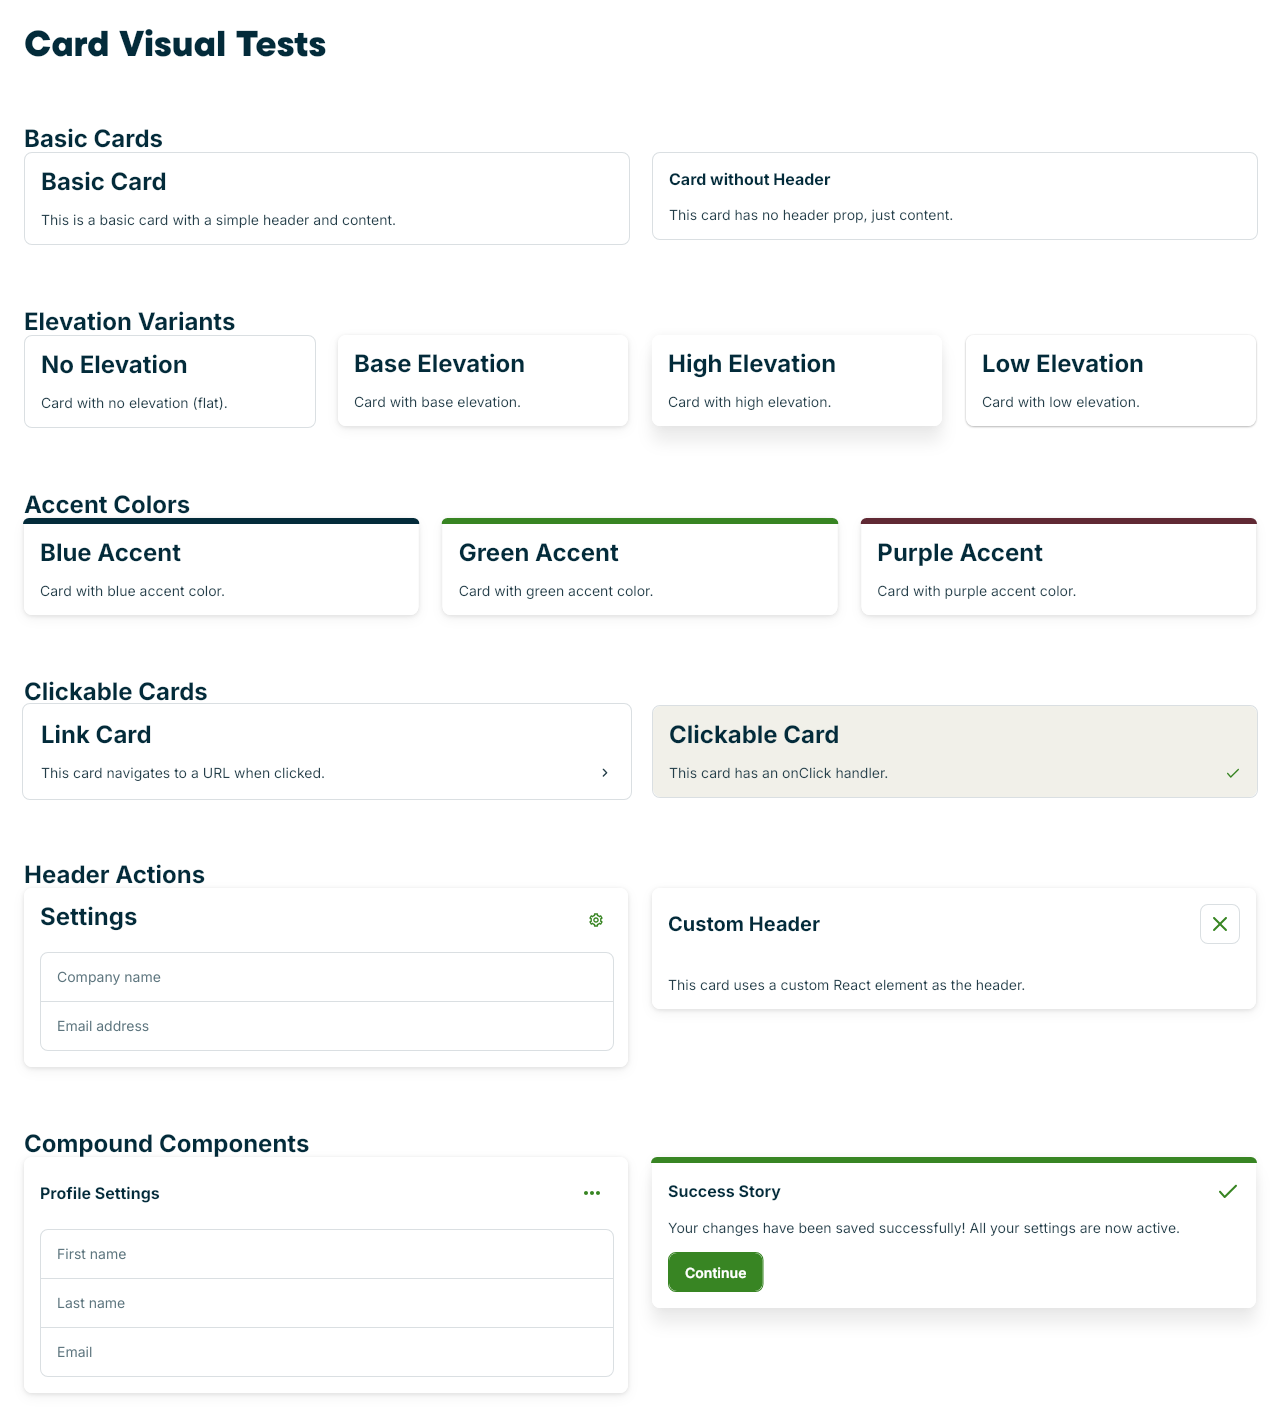 Card Visual Tests
Basic Cards
Basic Card
This is a basic card with a simple header and content.
Card without Header
This card has no header prop, just content.
Elevation Variants
No Elevation
Card with no elevation (flat).
Base Elevation
Card with base elevation.
High Elevation
Card with high elevation.
Low Elevation
Card with low elevation.
Accent Colors
Blue Accent
Card with blue accent color.
Green Accent
Card with green accent color.
Purple Accent
Card with purple accent color.
Clickable Cards
Link Card
This card navigates to a URL when clicked.
Clickable Card
This card has an onClick handler.
Header Actions
Settings
Company name
Email address
Custom Header
This card uses a custom React element as the header.
Compound Components
Profile Settings
First name
Last name
Email
Success Story
Your changes have been saved successfully! All your settings are now active.
Continue